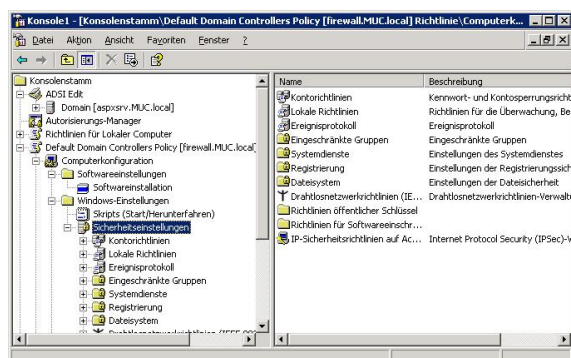 Konsole1 - [Konsolenstamm\Default Domain Controllers Policy [firewall.MUC.local] Richtlinie\Computerk...
Datei Aktion Ansicht Favoriten Fenster ?
Konsolenstamm
ADSI Edit
Domain [aspxsrv.MUC.local]
Autorisierungs-Manager
Richtlinien für Lokaler Computer
Default Domain Controllers Policy [firewall.MUC.local]
Computerkonfiguration
Softwareeinstellungen
Softwareinstallation
Windows-Einstellungen
Skripts (Start/Herunterfahren)
Sicherheitseinstellungen
Kontorichtlinien
Lokale Richtlinien
Ereignisprotokoll
Eingeschränkte Gruppen
Systemdienste
Registrierung
Dateisystem
Name Beschreibung
Kontorichtlinien Kennwort- und Kontosperrungsricht
Lokale Richtlinien Richtlinien für die Überwachung, Be
Ereignisprotokoll Ereignisprotokoll
Eingeschränkte Gruppen Eingeschränkte Gruppen
Systemdienste Einstellungen des Systemdienstes
Registrierung Einstellungen der Registrierungssich
Dateisystem Einstellungen der Dateisicherheit
Drahtlosnetzwerkrichtlinien (IE... Drahtlosnetzwerkrichtlinien-Verwalt
Richtlinien öffentlicher Schlüssel
Richtlinien für Softwareeinschr...
IP-Sicherheitsrichtlinien auf Ac... Internet Protocol Security (IPSec)-V